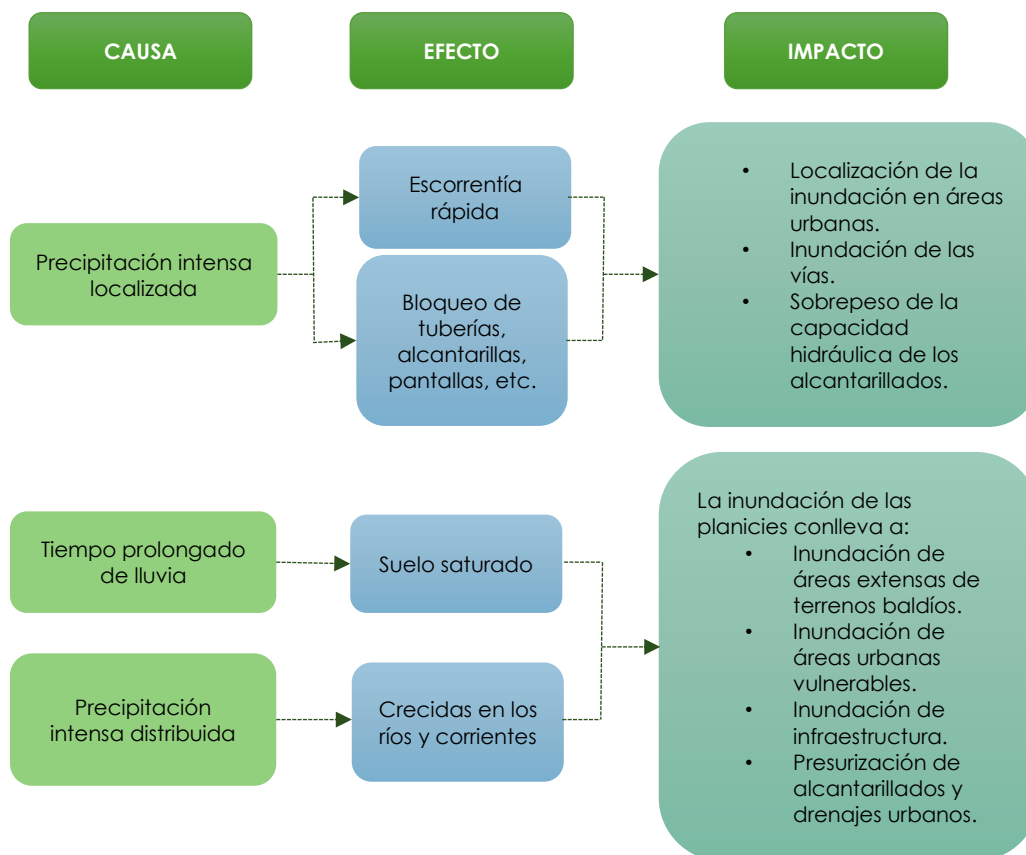 CAUSA
EFECTO
IMPACTO
Precipitación intensa
localizada
Escorrentía
rápida
Bloqueo de
tuberías,
alcantarillas,
pantallas, etc.
• Localización de la
inundación en áreas
urbanas.
• Inundación de las
vías.
• Sobrepeso de la
capacidad
hidráulica de los
alcantarillados.
Tiempo prolongado
de lluvia
Suelo saturado
Precipitación
intensa distribuida
Crecidas en los
ríos y corrientes
La inundación de las
planicies conlleva a:
• Inundación de
áreas extensas de
terrenos baldíos.
• Inundación de
áreas urbanas
vulnerables.
• Inundación de
infraestructura.
• Presurización de
alcantarillados y
drenajes urbanos.